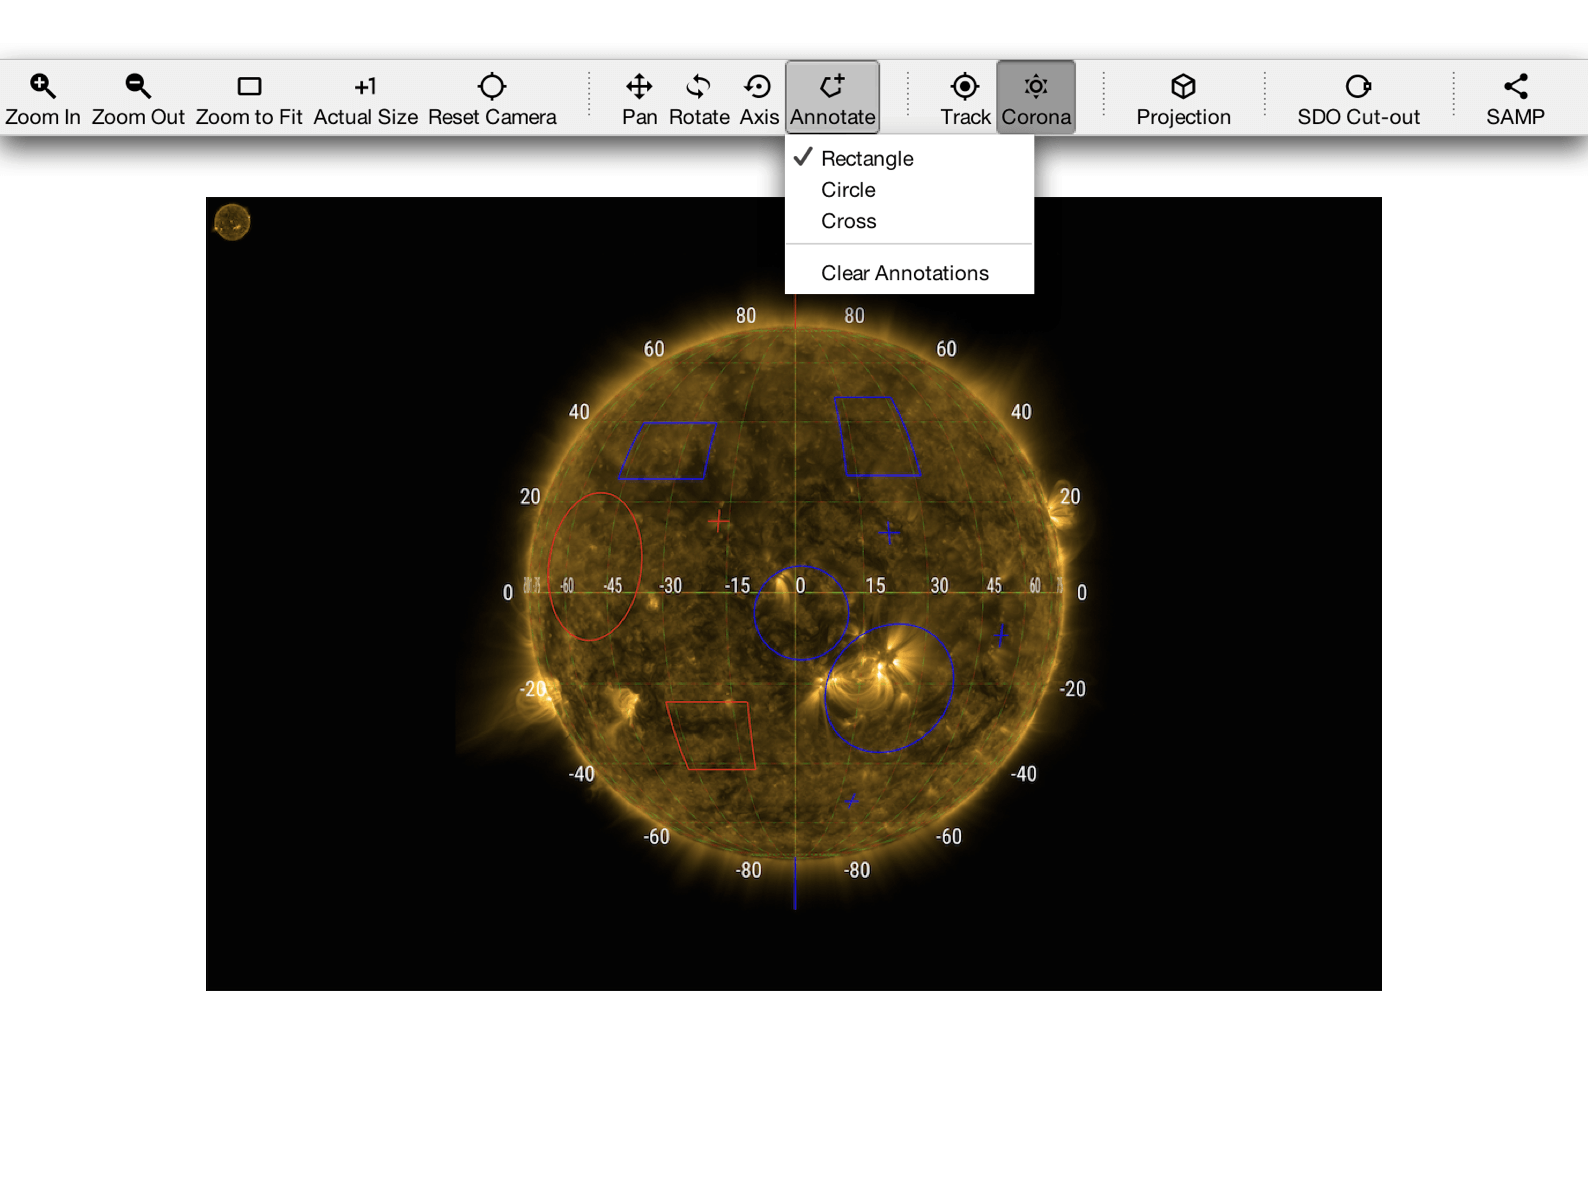 Zoom In Zoom Out Zoom to Fit +1 Actual Size Reset Camera Pan Rotate Axis Annotate Track Corona Projection SDO Cut-out SAMP
Rectangle
Circle
Cross
Clear Annotations
80 80
60 60
40 40
20 20
0 -60 -45 -30 -15 0 15 30 45 60 75 0
-20 -20
-40 -40
-60 -60
-80 -80